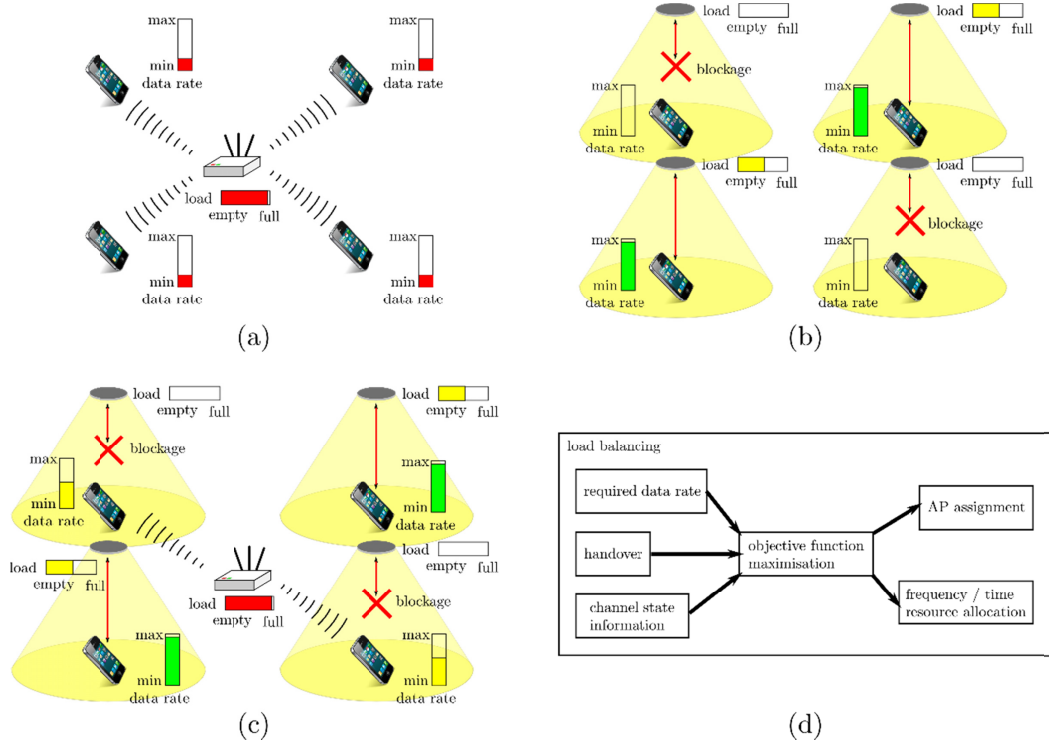 max
min
data rate
max
min
data rate
load
empty full
max
min
data rate
max
min
data rate
(a)
load
empty full
blockage
max
min
data rate
load
empty full
max
min
data rate
load
empty full
max
min
data rate
load
empty full
blockage
max
min
data rate
(b)
load
empty full
blockage
max
min
data rate
load
empty full
max
min
data rate
load
empty full
max
min
data rate
load
empty full
load
empty full
blockage
max
min
data rate
(c)
load balancing
required data rate
handover
channel state
information
objective function
maximisation
AP assignment
frequency / time
resource allocation
(d)